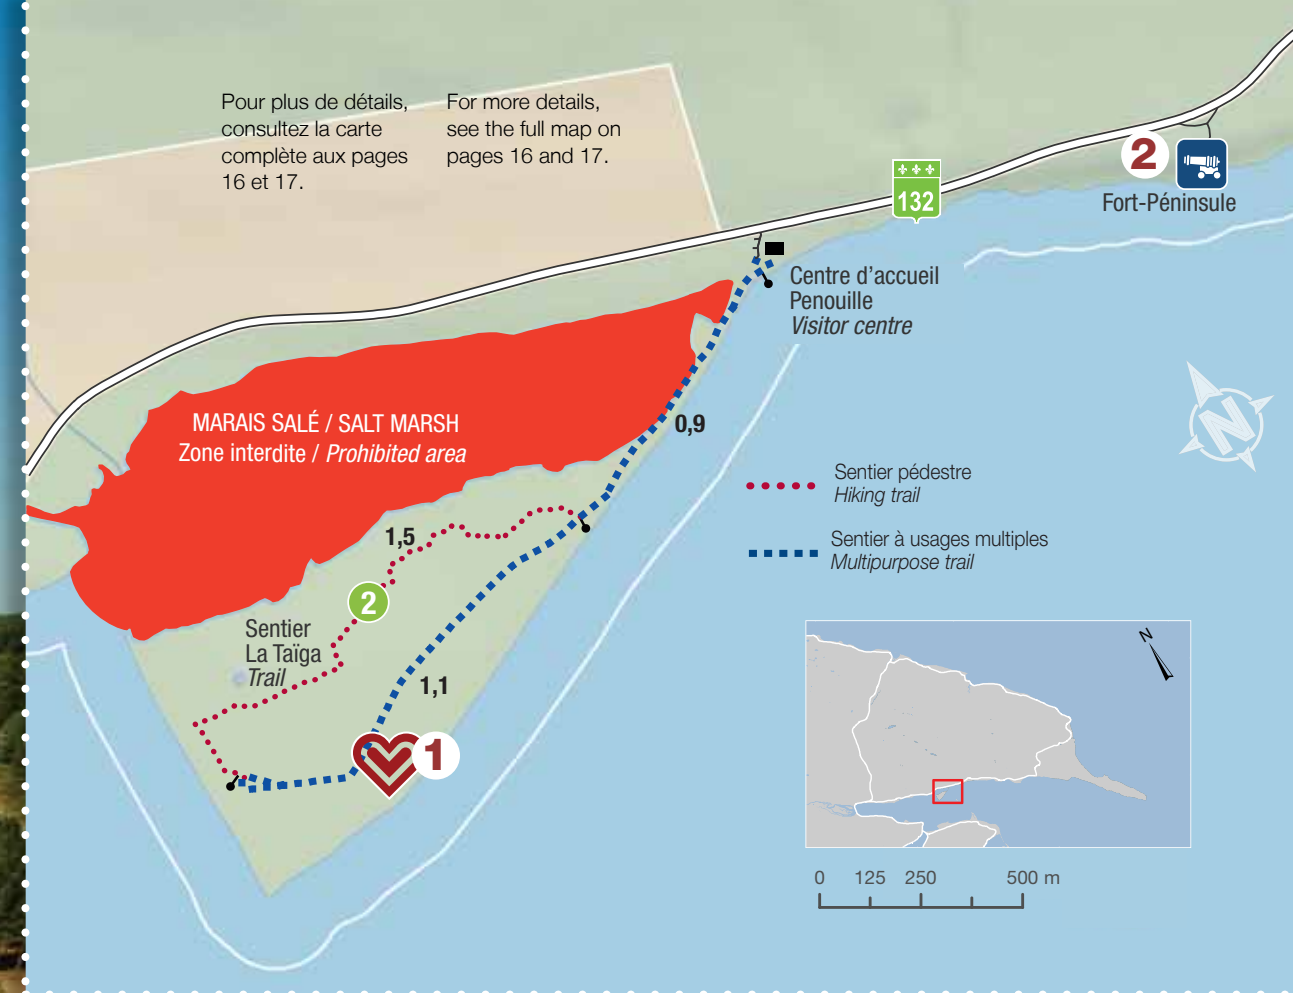 Pour plus de détails,
consultez la carte
complète aux pages
16 et 17.
For more details,
see the full map on
pages 16 and 17.
132
2
Fort-Péninsule
Centre d'accueil
Penouille
Visitor centre
MARAIS SALÉ / SALT MARSH
Zone interdite / Prohibited area
0,9
Sentier pédestre
Hiking trail
1,5
Sentier à usages multiples
Multipurpose trail
2
Sentier
La Taïga
Trail
1,1
1
N
N
0 125 250 500 m